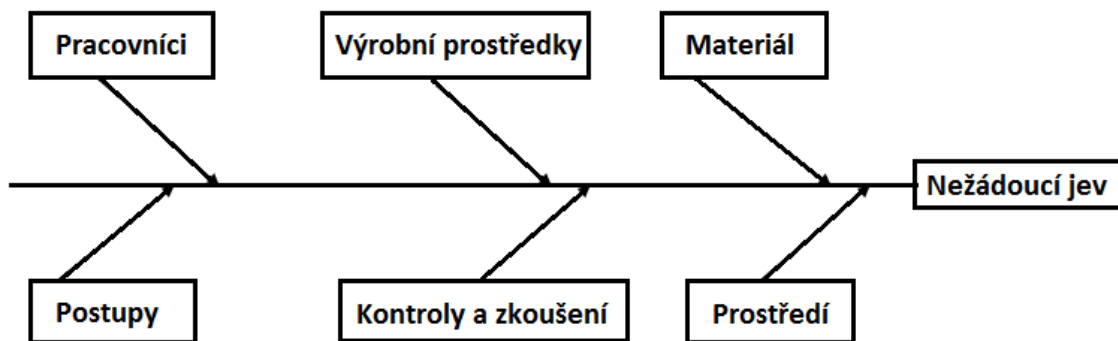 Pracovníci
Výrobní prostředky
Materiál
Nežádoucí jev
Postupy
Kontroly a zkoušení
Prostředí